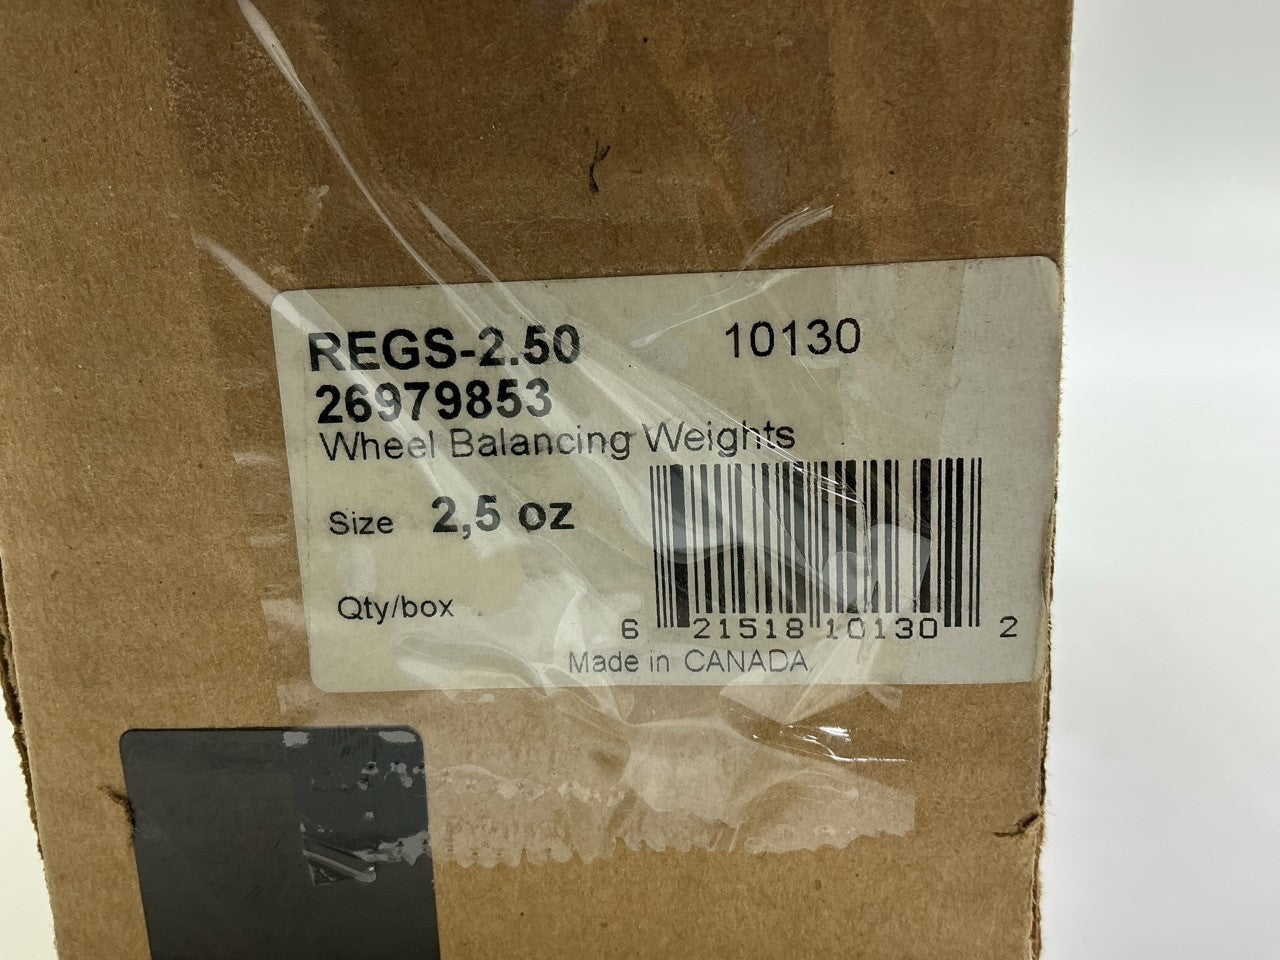 REGS-2.50 10130
26979853
Wheel Balancing Weights
Size 2,5 oz
Qty/box
6 21518 10130 2
Made in CANADA